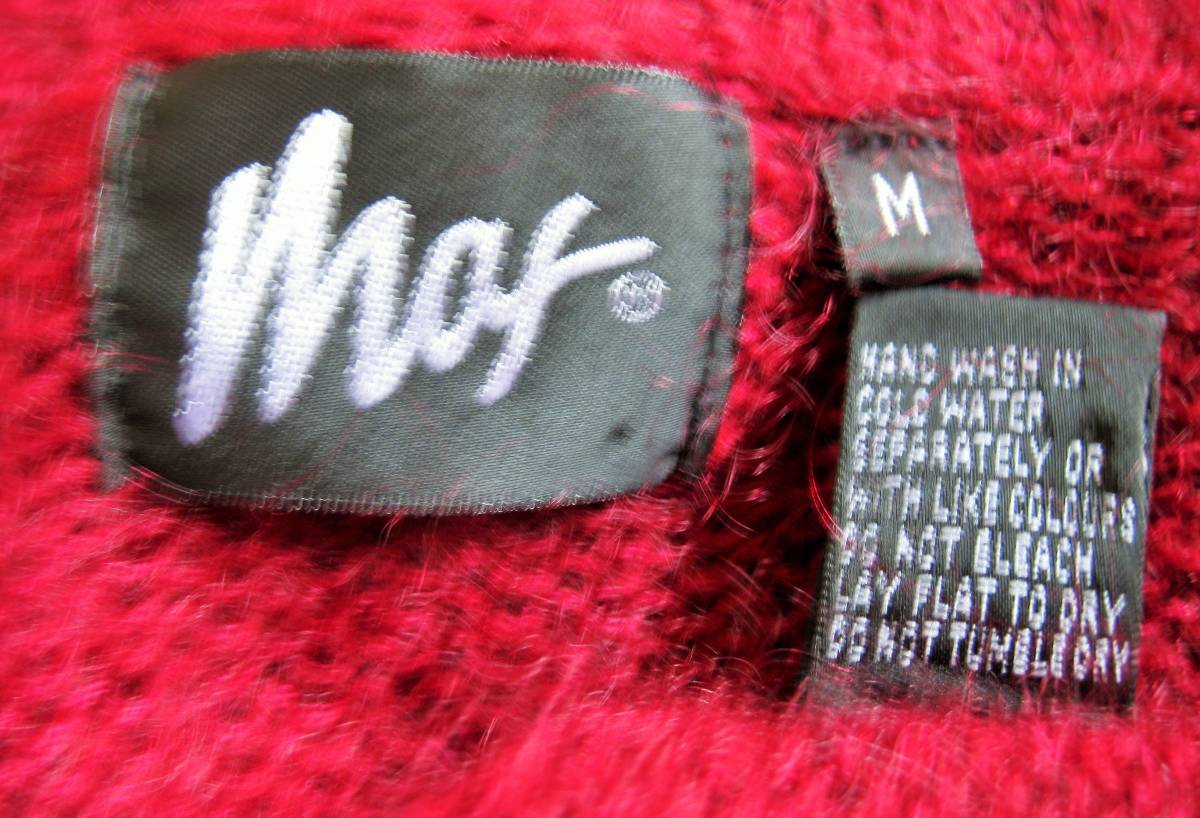 Mos
®
M
HAND WASH IN
COLD WATER
SEPARATELY OR
WITH LIKE COLOURS
DO NOT BLEACH
LAY FLAT TO DRY
DO NOT TUMBLE DRY